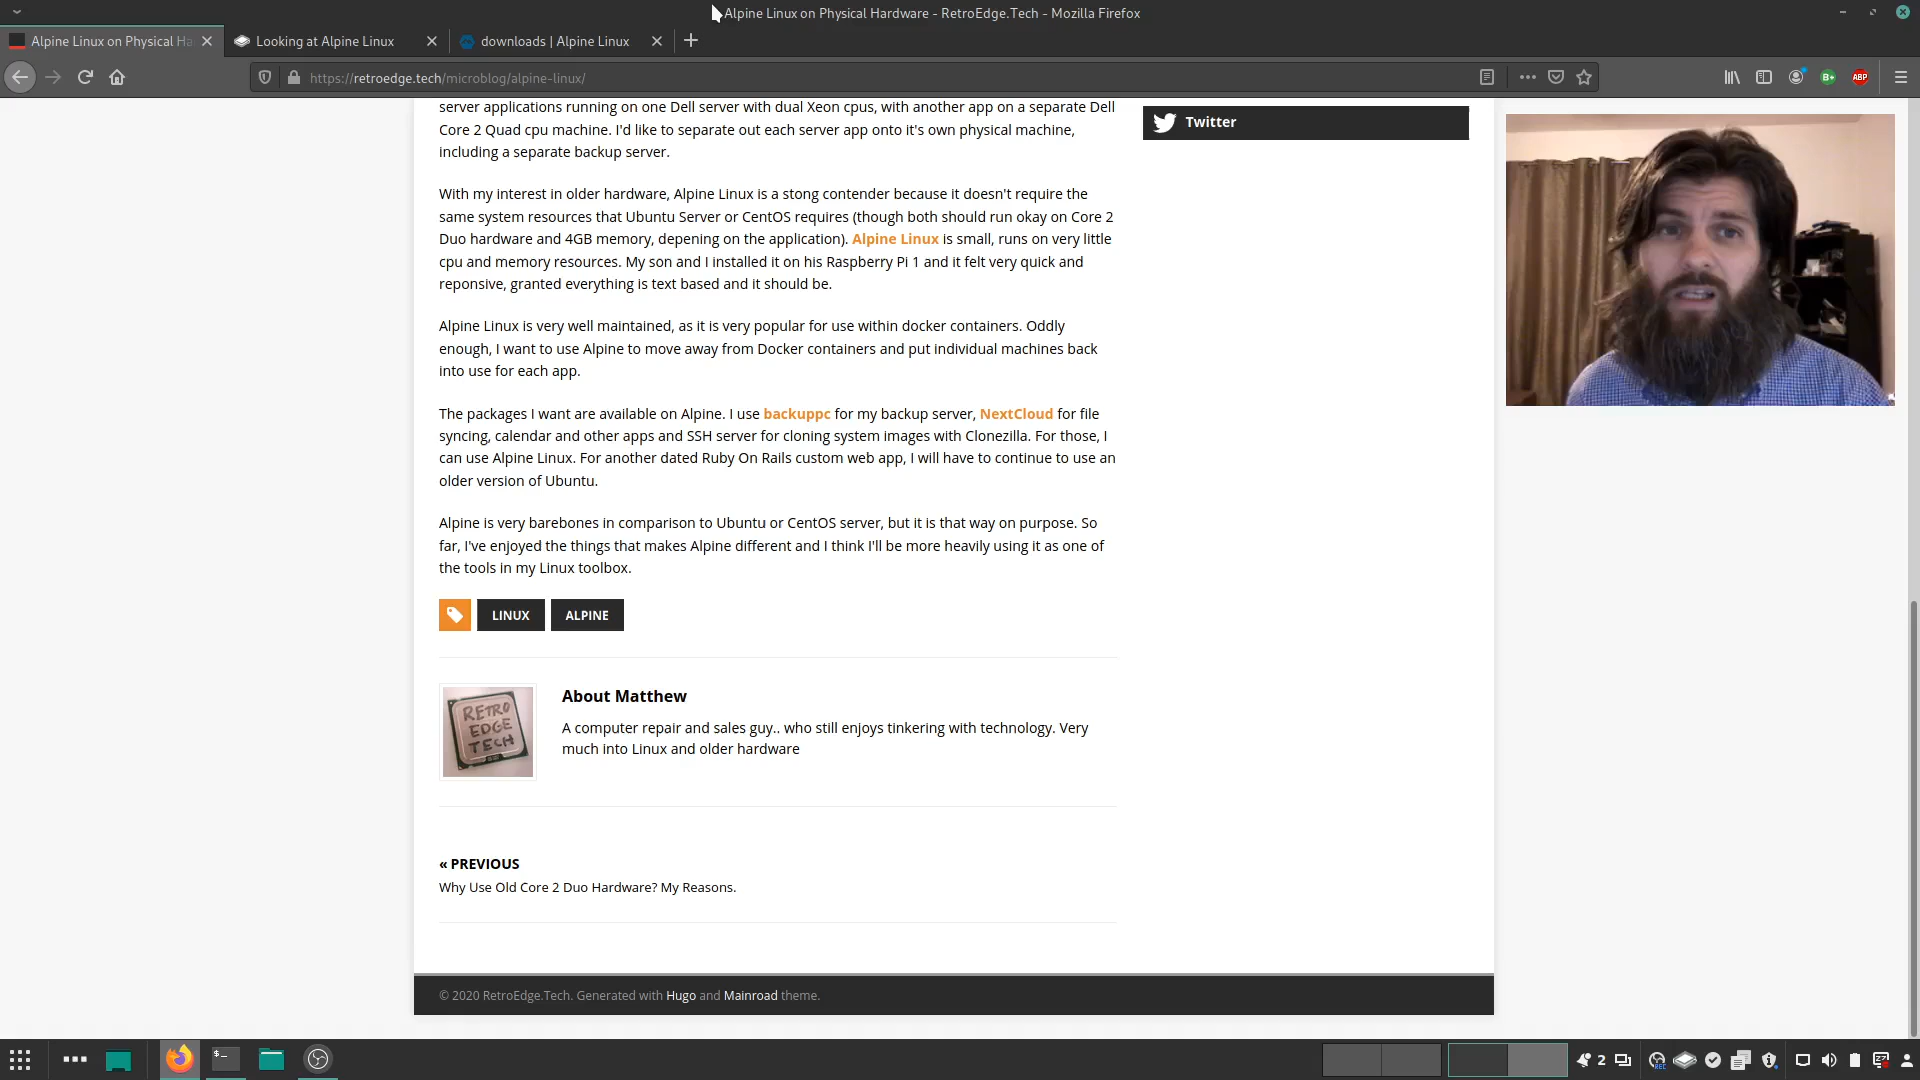 Alpine Linux on Physical Hardware - RetroEdge.Tech - Mozilla Firefox
Alpine Linux on Physical Ha
Looking at Alpine Linux
downloads | Alpine Linux
https://retroedge.tech/microblog/alpine-linux/
B+
ABP
server applications running on one Dell server with dual Xeon cpus, with another app on a separate Dell
Core 2 Quad cpu machine. I'd like to separate out each server app onto it's own physical machine,
including a separate backup server.
With my interest in older hardware, Alpine Linux is a stong contender because it doesn't require the
same system resources that Ubuntu Server or CentOS requires (though both should run okay on Core 2
Duo hardware and 4GB memory, depening on the application). Alpine Linux is small, runs on very little
cpu and memory resources. My son and I installed it on his Raspberry Pi 1 and it felt very quick and
reponsive, granted everything is text based and it should be.
Alpine Linux is very well maintained, as it is very popular for use within docker containers. Oddly
enough, I want to use Alpine to move away from Docker containers and put individual machines back
into use for each app.
The packages I want are available on Alpine. I use backuppc for my backup server, NextCloud for file
syncing, calendar and other apps and SSH server for cloning system images with Clonezilla. For those, I
can use Alpine Linux. For another dated Ruby On Rails custom web app, I will have to continue to use an
older version of Ubuntu.
Alpine is very barebones in comparison to Ubuntu or CentOS server, but it is that way on purpose. So
far, I've enjoyed the things that makes Alpine different and I think I'll be more heavily using it as one of
the tools in my Linux toolbox.
LINUX
ALPINE
RETRO
EDGE
TECH
About Matthew
A computer repair and sales guy.. who still enjoys tinkering with technology. Very
much into Linux and older hardware
« PREVIOUS
Why Use Old Core 2 Duo Hardware? My Reasons.
© 2020 RetroEdge.Tech. Generated with Hugo and Mainroad theme.
Twitter
$_
2
REC